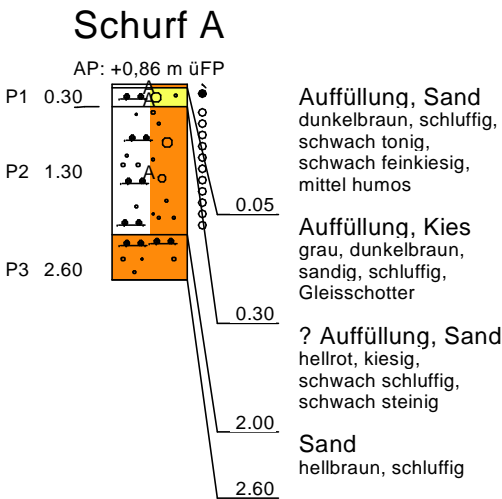 Schurf A
AP: +0,86 m üFP
P1 0.30
P2 1.30
P3 2.60
A
A
A
0.05
0.30
2.00
2.60
Auffüllung, Sand
dunkelbraun, schluffig,
schwach tonig,
schwach feinkiesig,
mittel humos
Auffüllung, Kies
grau, dunkelbraun,
sandig, schluffig,
Gleisschotter
? Auffüllung, Sand
hellrot, kiesig,
schwach schluffig,
schwach steinig
Sand
hellbraun, schluffig